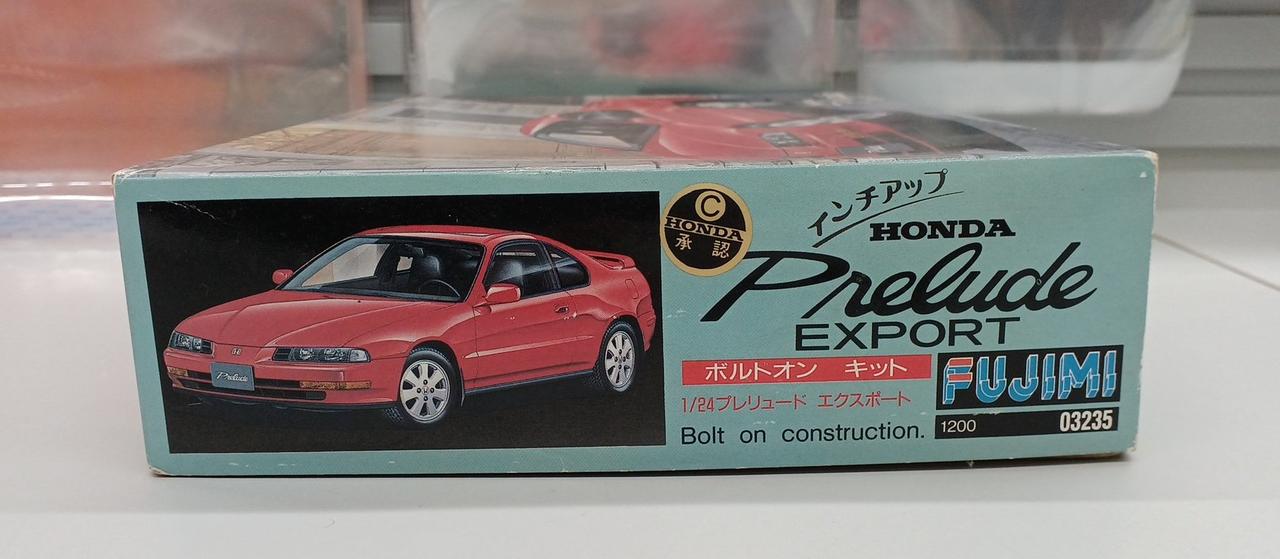 Prelude
C
HONDA
承認
インチアップ
HONDA
Prelude
EXPORT
ボルトオン キット
1/24プレリュード エクスポート
Bolt on construction.
FUJIMI
1200 03235